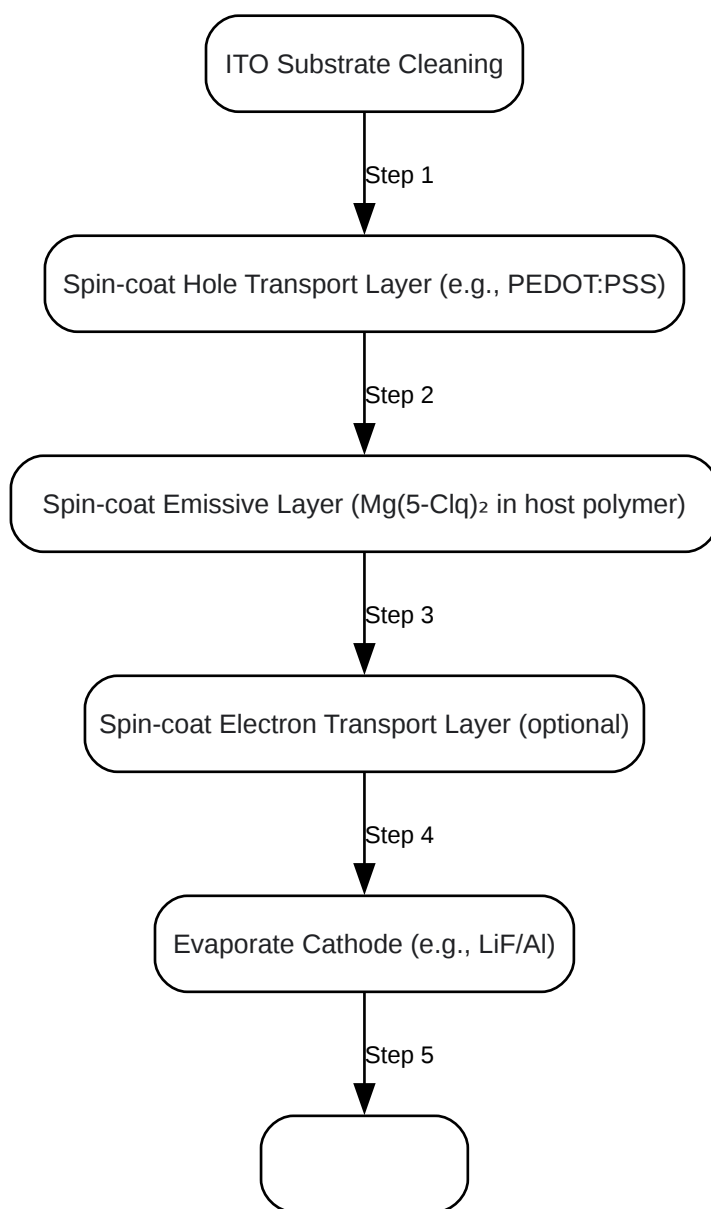 ITO Substrate Cleaning
Step 1
Spin-coat Hole Transport Layer (e.g., PEDOT:PSS)
Step 2
Spin-coat Emissive Layer (Mg(5-Clq)₂ in host polymer)
Step 3
Spin-coat Electron Transport Layer (optional)
Step 4
Evaporate Cathode (e.g., LiF/Al)
Step 5